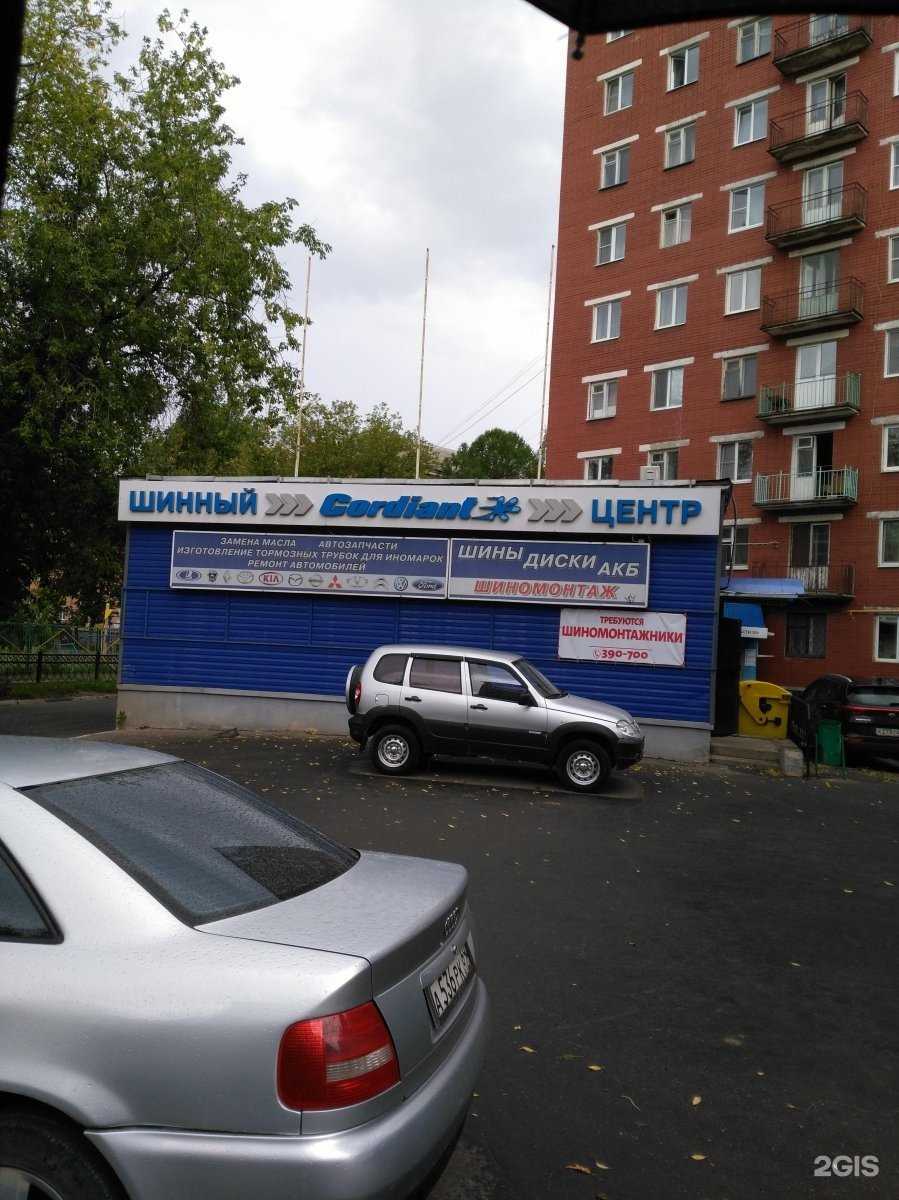 ШИННЫЙ >>> Cordiant >>> ЦЕНТР
ЗАМЕНА МАСЛА АВТОЗАПЧАСТИ
ИЗГОТОВЛЕНИЕ ТОРМОЗНЫХ ТРУБОК ДЛЯ ИНОМАРОК
РЕМОНТ АВТОМОБИЛЕЙ
KIA
Ford
ШИНЫ ДИСКИ АКБ
ШИНОМОНТАЖ
ТРЕБУЮТСЯ
ШИНОМОНТАЖНИКИ
390-700
А536РК
2GIS